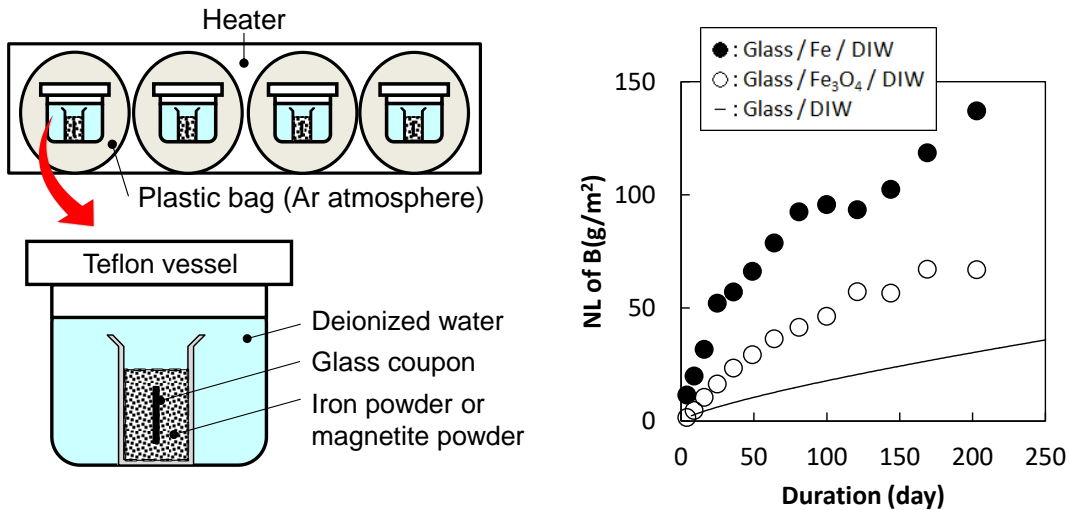 Heater
Plastic bag (Ar atmosphere)
Teflon vessel
Deionized water
Glass coupon
Iron powder or
magnetite powder
● : Glass / Fe / DIW
○ : Glass / Fe₃O₄ / DIW
− : Glass / DIW
NL of B(g/m²)
150
100
50
0
0 50 100 150 200 250
Duration (day)